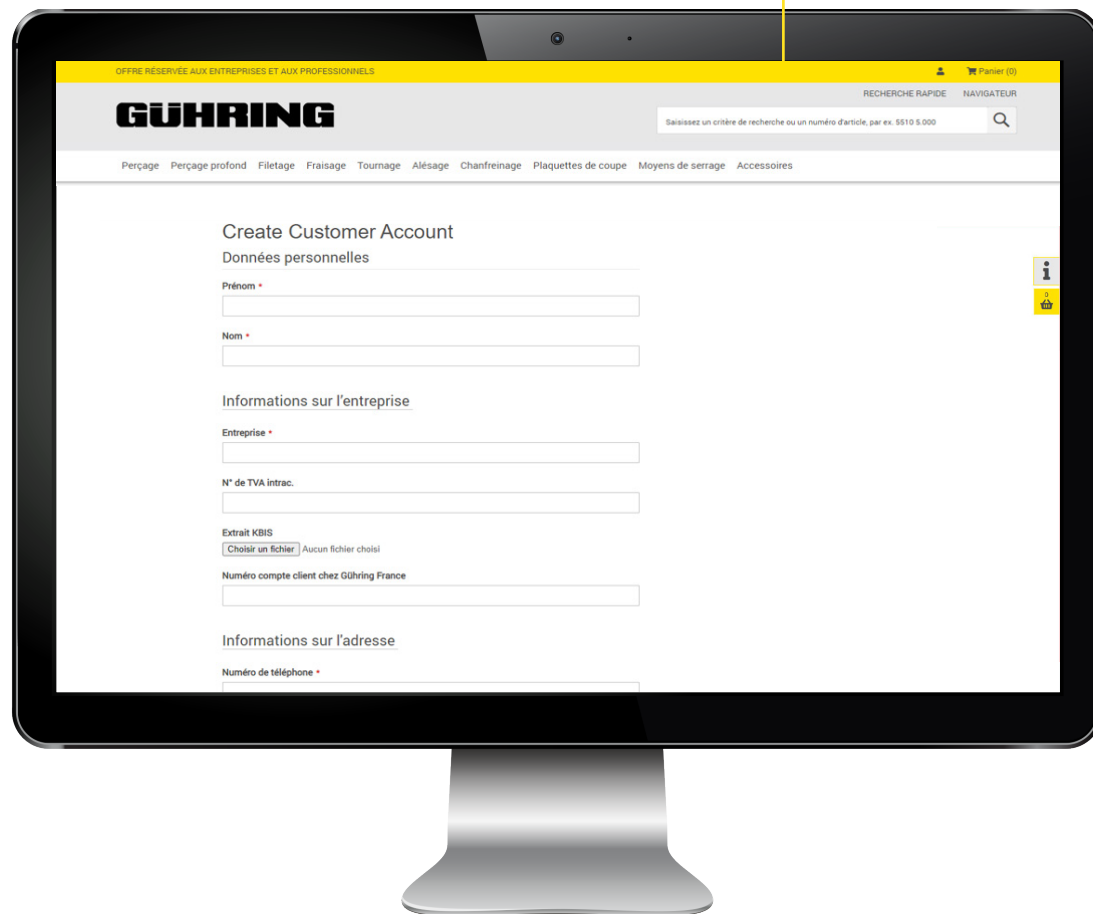 OFFRE RÉSERVÉE AUX ENTREPRISES ET AUX PROFESSIONNELS
Panier (0)
RECHERCHE RAPIDE NAVIGATEUR
GÜHRING
Saisissez un critère de recherche ou un numéro d'article, par ex. 5510 5.000
Perçage Perçage profond Filetage Fraisage Tournage Alésage Chanfreinage Plaquettes de coupe Moyens de serrage Accessoires
Create Customer Account
Données personnelles
Prénom *
Nom *
Informations sur l'entreprise
Entreprise *
N° de TVA intrac.
Extrait KBIS
Choisir un fichier Aucun fichier choisi
Numéro compte client chez Gühring France
Informations sur l'adresse
Numéro de téléphone *
i
0